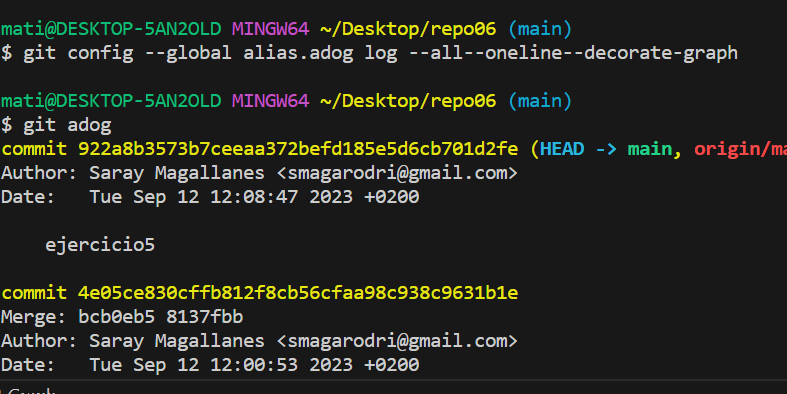 mati@DESKTOP-5AN2OLD MINGW64 ~/Desktop/repo06 (main)
$ git config --global alias.adog log --all--oneline--decorate-graph
mati@DESKTOP-5AN2OLD MINGW64 ~/Desktop/repo06 (main)
$ git adog
commit 922a8b3573b7ceeaa372befd185e5d6cb701d2fe (HEAD -> main, origin/ma
Author: Saray Magallanes <smagarodri@gmail.com>
Date:   Tue Sep 12 12:08:47 2023 +0200
ejercicio5
commit 4e05ce830cffb812f8cb56cfaa98c938c9631b1e
Merge: bcb0eb5 8137fbb
Author: Saray Magallanes <smagarodri@gmail.com>
Date:   Tue Sep 12 12:00:53 2023 +0200